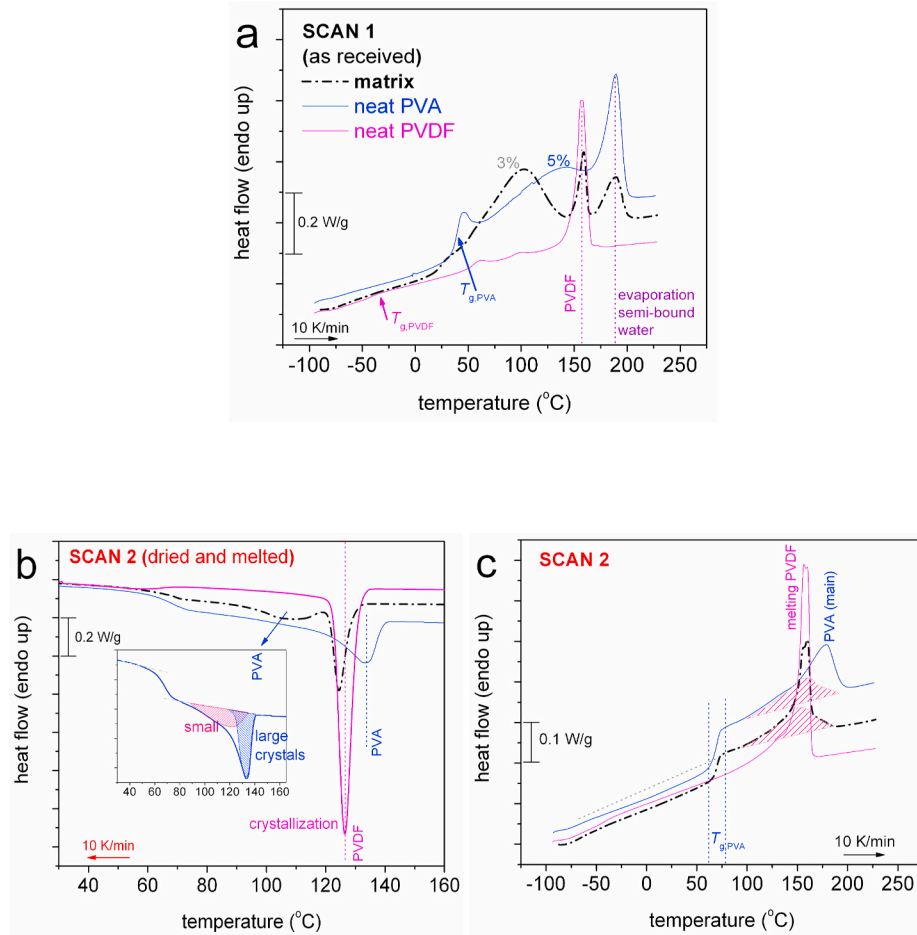 a
SCAN 1
(as received)
matrix
neat PVA
neat PVDF
3%
5%
0.2 W/g
Tg,PVA
Tg,PVDF
PVDF
evaporation
semi-bound
water
10 K/min
heat flow (endo up)
-100 -50 0 50 100 150 200 250
temperature (°C)
b
SCAN 2 (dried and melted)
0.2 W/g
PVA
small
large
crystals
30 40 60 80 100 120 140 160
crystallization
PVDF
PVA
10 K/min
heat flow (endo up)
40 60 80 100 120 140 160
temperature (°C)
c
SCAN 2
melting PVDF
PVA (main)
0.1 W/g
Tg,PVA
10 K/min
heat flow (endo up)
-100 -50 0 50 100 150 200 250
temperature (°C)